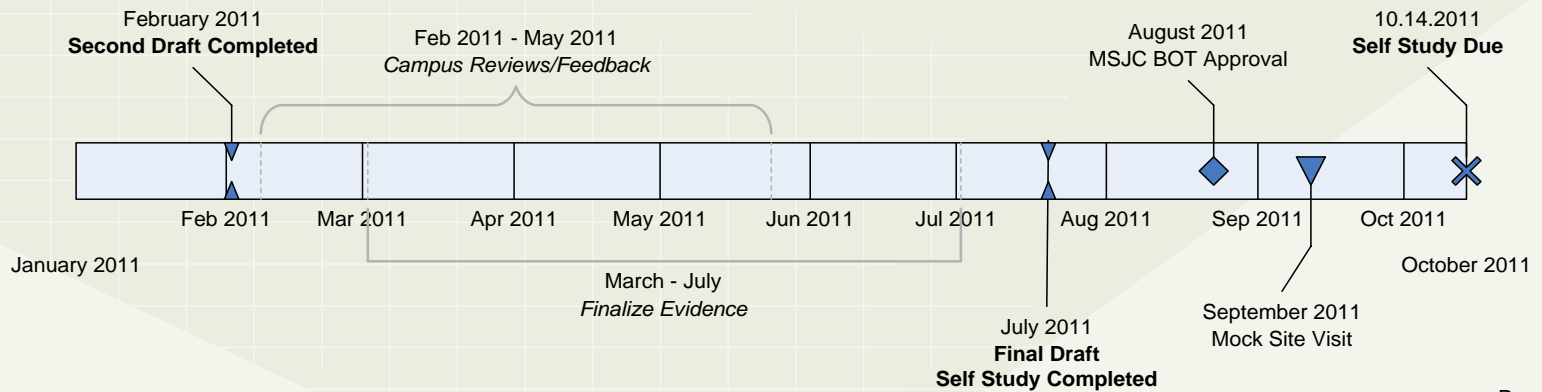 February 2011
Second Draft Completed
Feb 2011 - May 2011
Campus Reviews/Feedback
August 2011
MSJC BOT Approval
10.14.2011
Self Study Due
Feb 2011
Mar 2011
Apr 2011
May 2011
Jun 2011
Jul 2011
Aug 2011
Sep 2011
Oct 2011
January 2011
October 2011
March - July
Finalize Evidence
September 2011
Mock Site Visit
July 2011
Final Draft
Self Study Completed